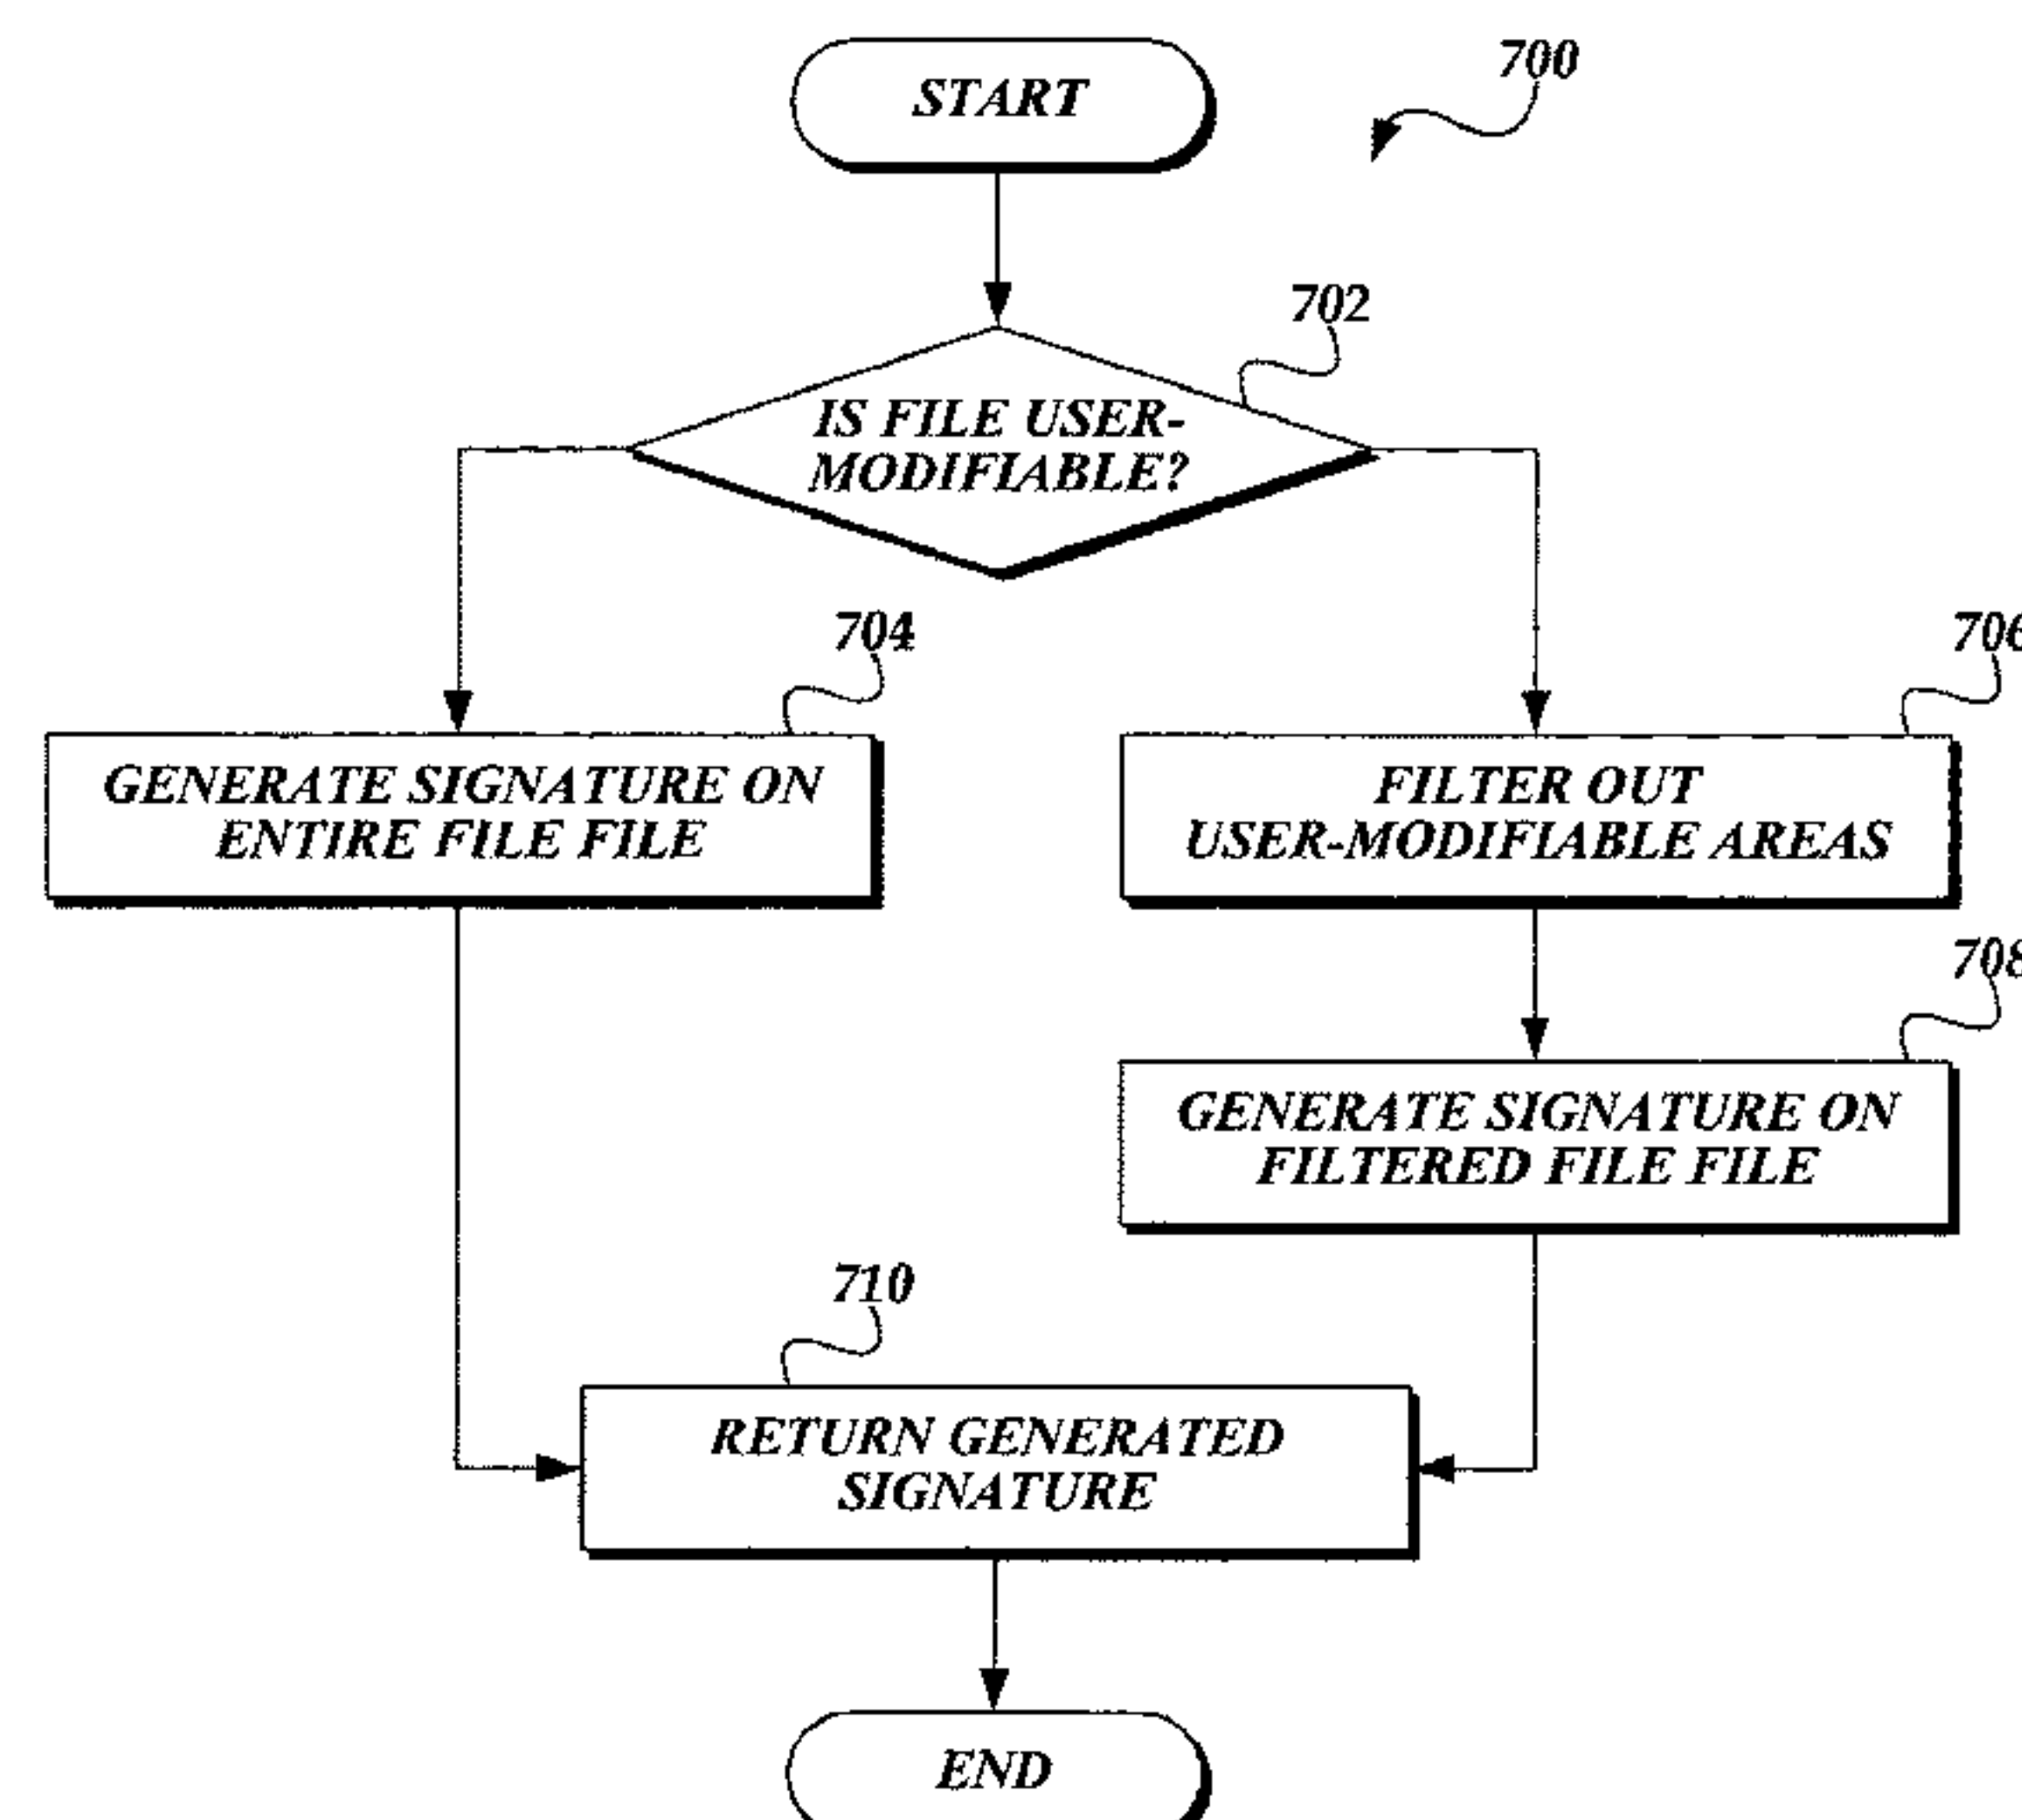 START
700
702
IS FILE USER-
MODIFIABLE?
704
706
GENERATE SIGNATURE ON
ENTIRE FILE FILE
FILTER OUT
USER-MODIFIABLE AREAS
708
GENERATE SIGNATURE ON
FILTERED FILE FILE
710
RETURN GENERATED
SIGNATURE
END